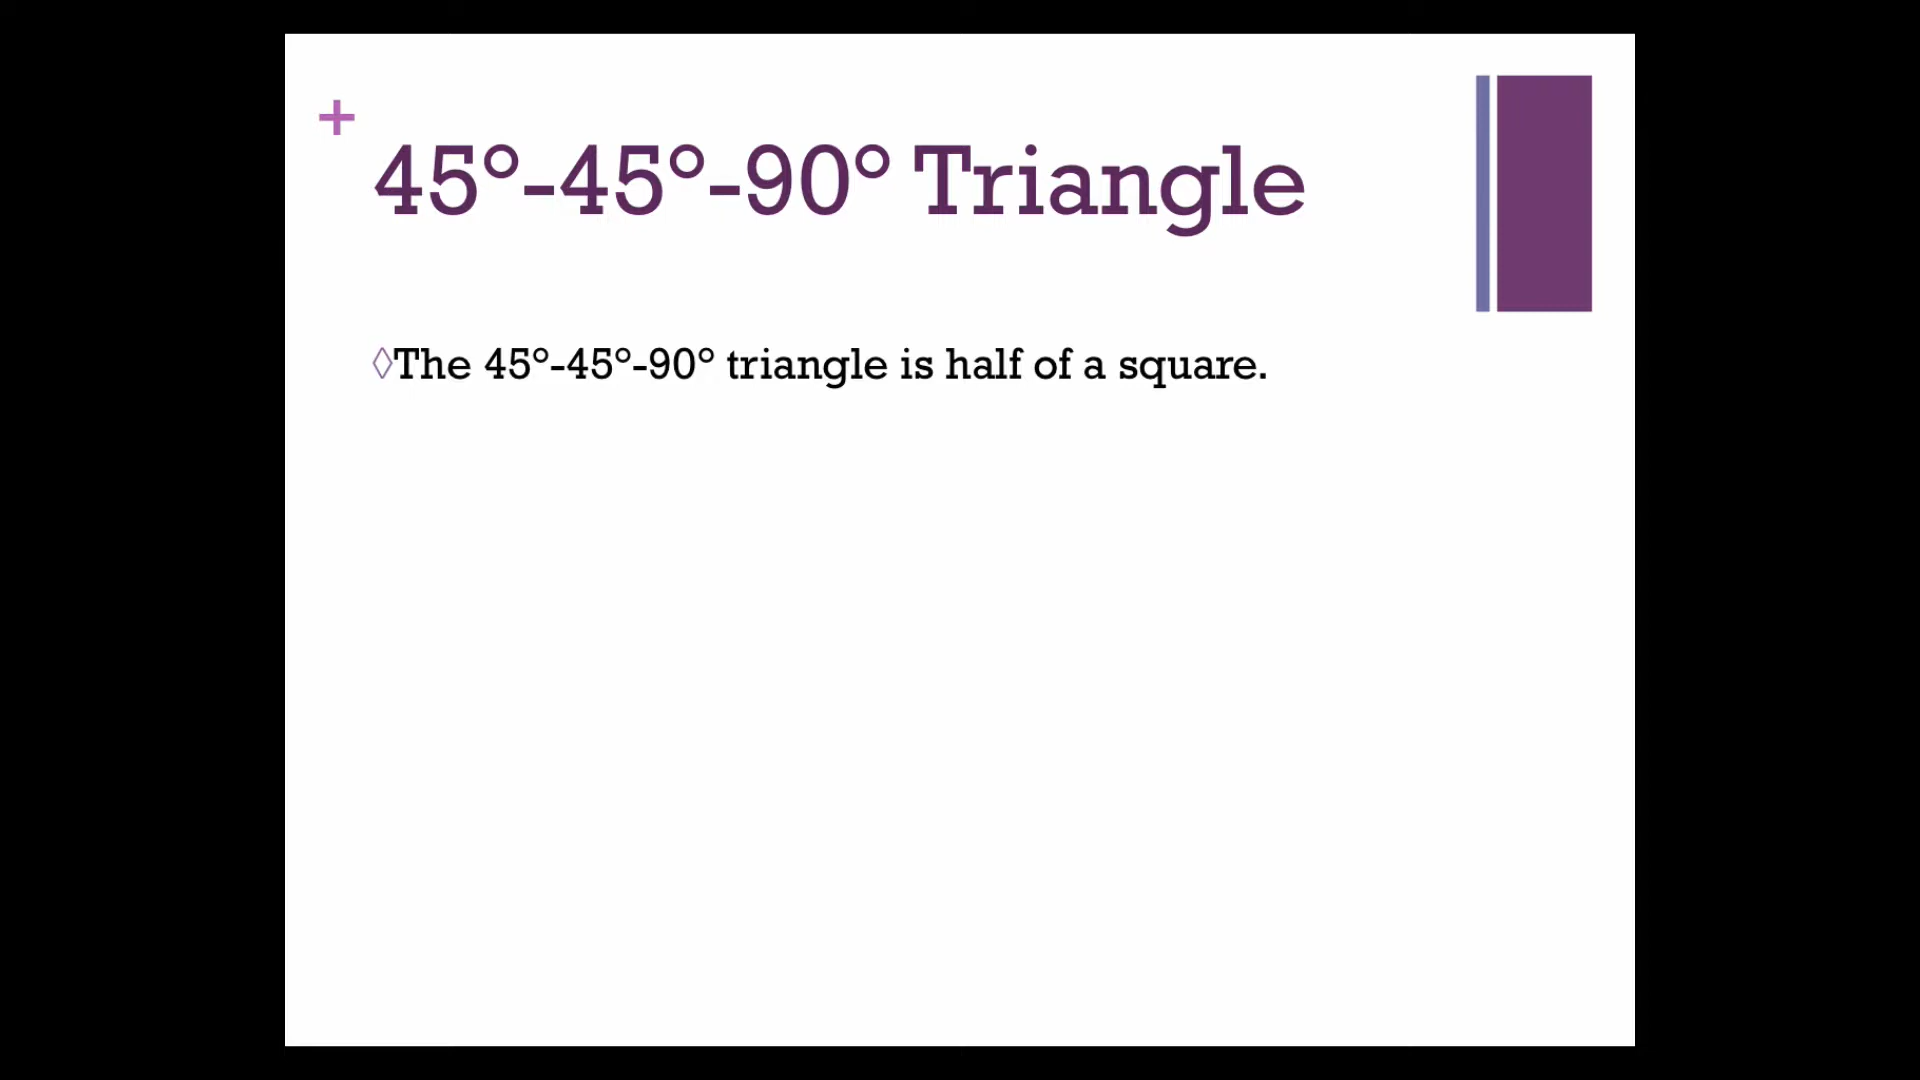 +
45°-45°-90° Triangle
◊The 45°-45°-90° triangle is half of a square.